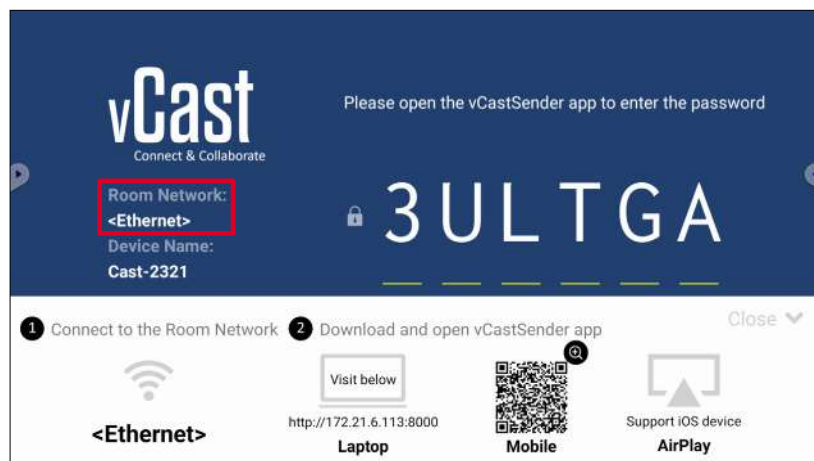 vCast
Connect & Collaborate
Please open the vCastSender app to enter the password
Room Network:
<Ethernet>
Device Name:
Cast-2321
3ULTGA
1 Connect to the Room Network
2 Download and open vCastSender app
Close
<Ethernet>
Visit below
http://172.21.6.113:8000
Laptop
Mobile
Support iOS device
AirPlay